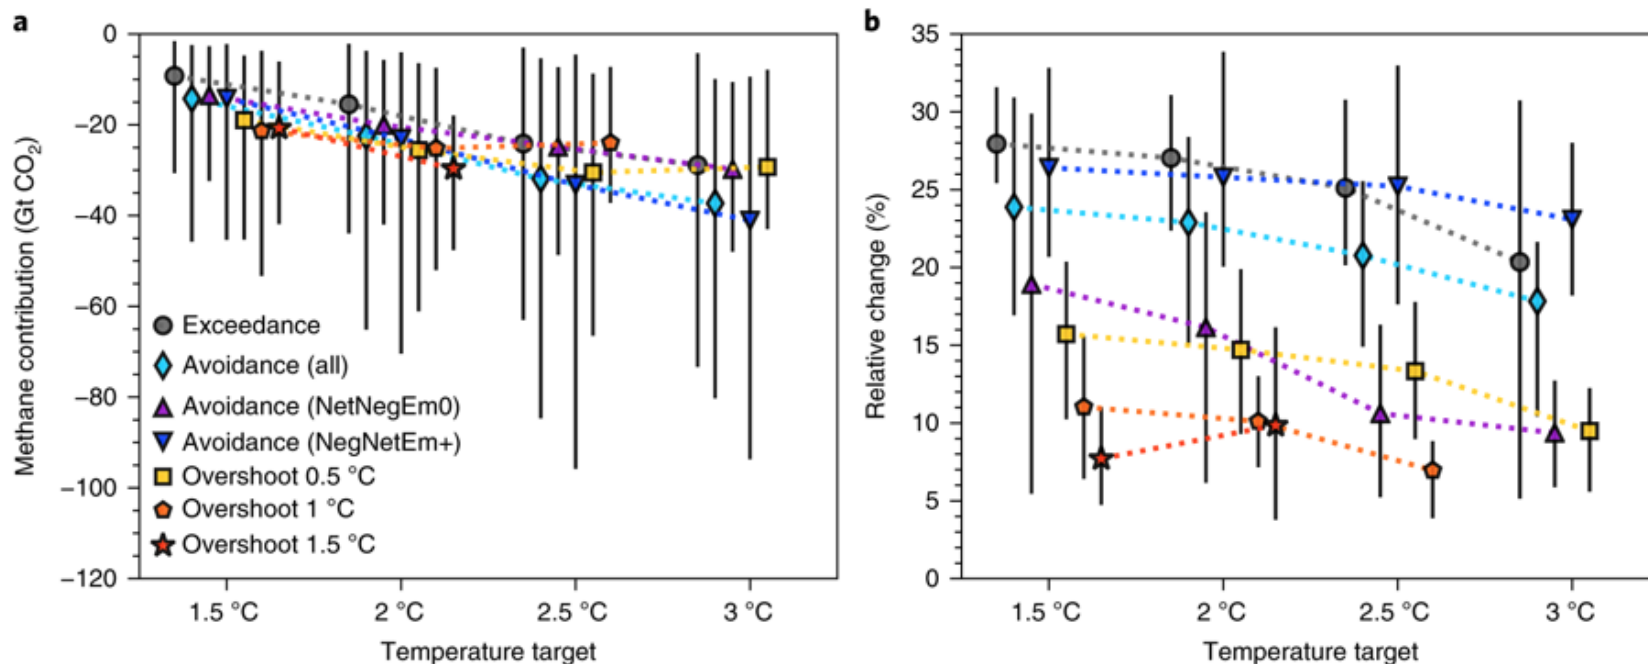 a
Methane contribution (Gt CO₂)
0
−20
−40
−60
−80
−100
−120
Exceedance
Avoidance (all)
Avoidance (NetNegEm0)
Avoidance (NegNetEm+)
Overshoot 0.5 °C
Overshoot 1 °C
Overshoot 1.5 °C
1.5 °C 2 °C 2.5 °C 3 °C
Temperature target
b
Relative change (%)
35
30
25
20
15
10
5
0
1.5 °C 2 °C 2.5 °C 3 °C
Temperature target